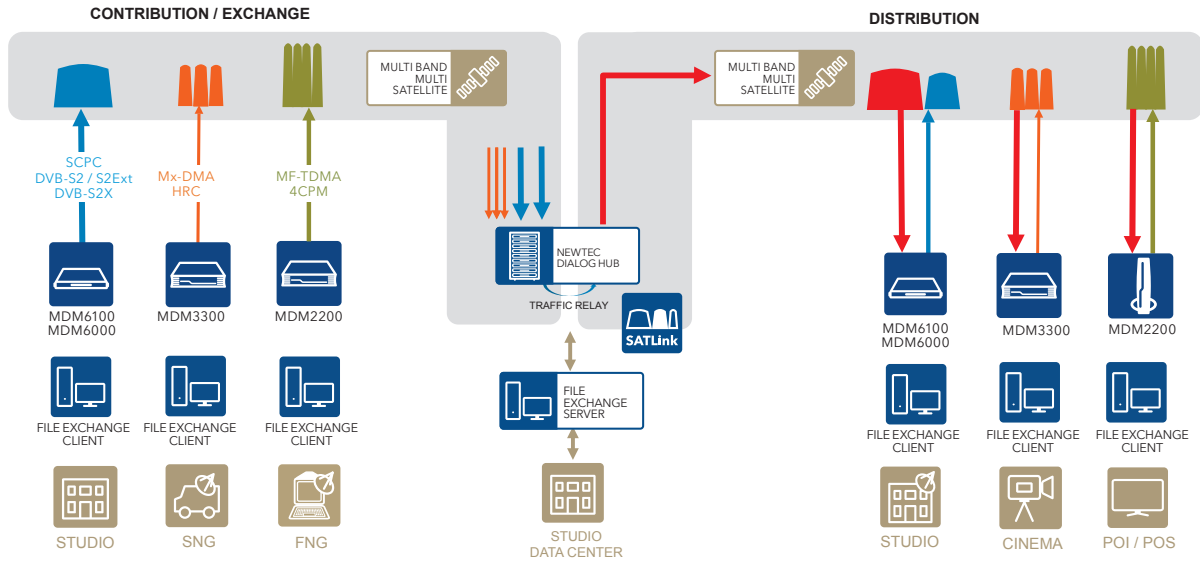 CONTRIBUTION / EXCHANGE
DISTRIBUTION
MULTI BAND
MULTI
SATELLITE
MULTI BAND
MULTI
SATELLITE
SCPC
DVB-S2 / S2Ext
DVB-S2X
Mx-DMA
HRC
MF-TDMA
4CPM
NEWTEC
DIALOG HUB
TRAFFIC RELAY
SATLink
MDM6100
MDM6000
MDM3300
MDM2200
MDM6100
MDM6000
MDM3300
MDM2200
FILE
EXCHANGE
SERVER
FILE EXCHANGE
CLIENT
FILE EXCHANGE
CLIENT
FILE EXCHANGE
CLIENT
FILE EXCHANGE
CLIENT
FILE EXCHANGE
CLIENT
FILE EXCHANGE
CLIENT
STUDIO
SNG
FNG
STUDIO
DATA CENTER
STUDIO
CINEMA
POI / POS